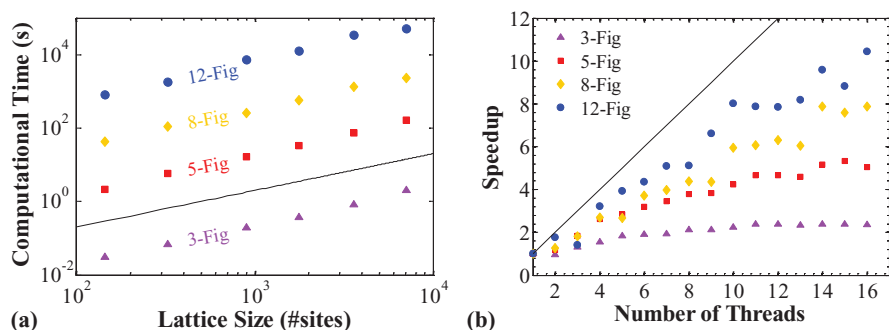 Computational Time (s)
10^4
10^2
10^0
10^-2
12-Fig
8-Fig
5-Fig
3-Fig
10^2
10^3
10^4
Lattice Size (#sites)
(a)
Speedup
12
10
8
6
4
2
0
3-Fig
5-Fig
8-Fig
12-Fig
2 4 6 8 10 12 14 16
Number of Threads
(b)